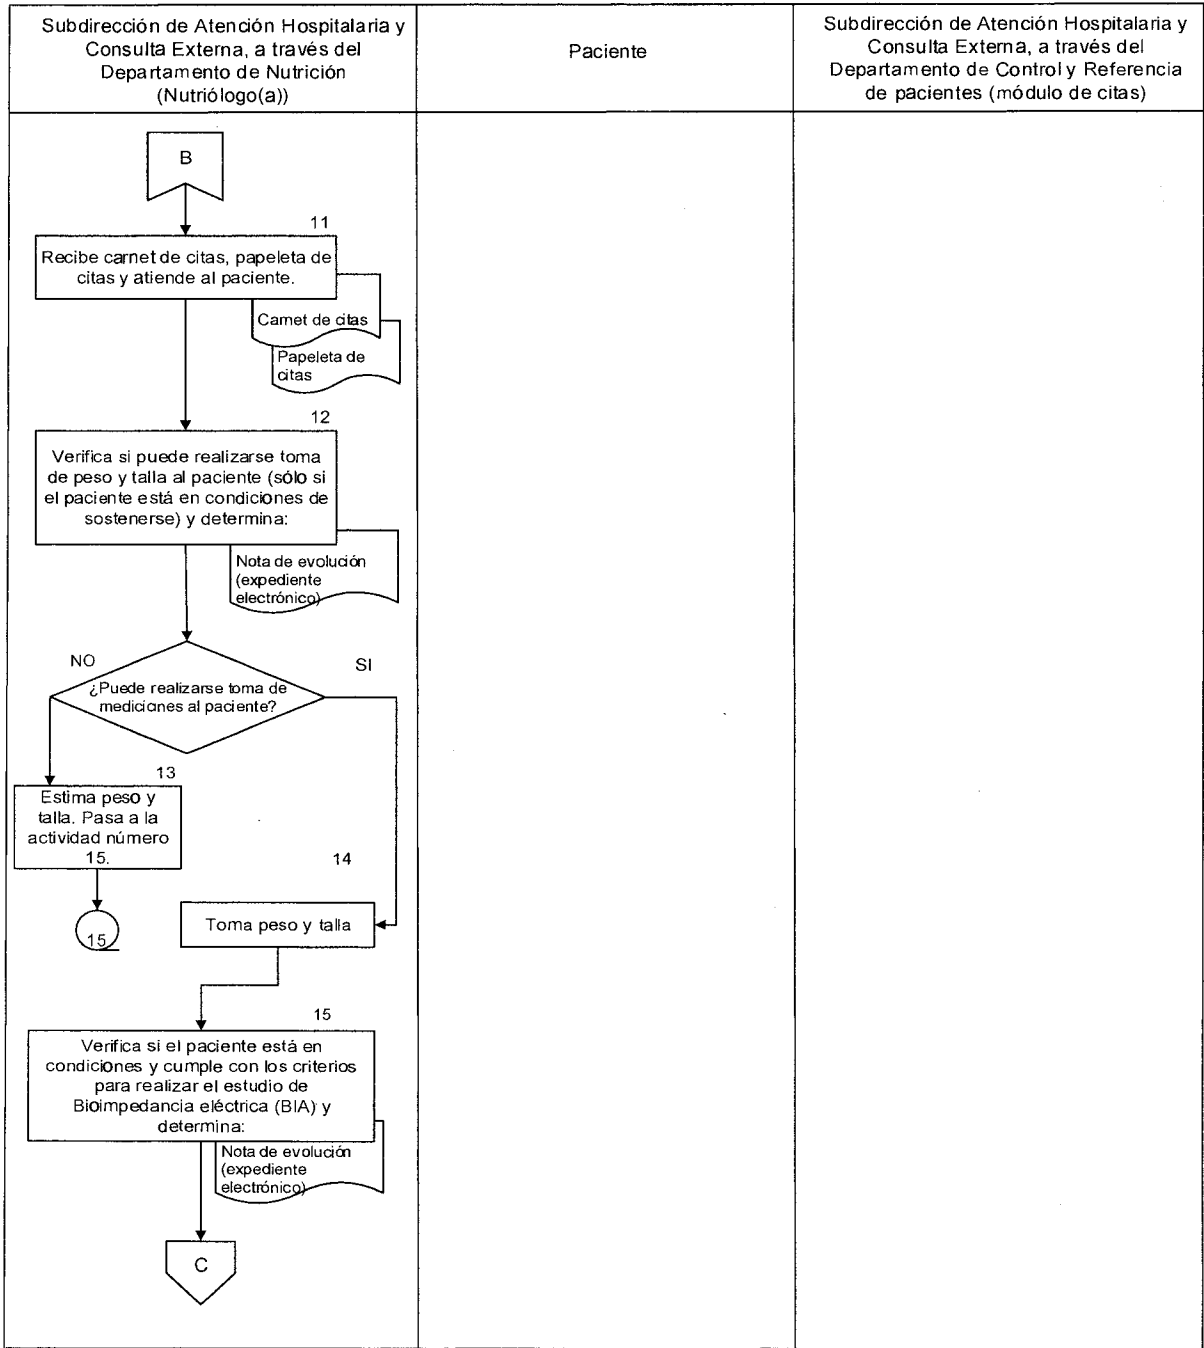 Subdirección de Atención Hospitalaria y
Consulta Externa, a través del
Departamento de Nutrición
(Nutriólogo(a))
Paciente
Subdirección de Atención Hospitalaria y
Consulta Externa, a través del
Departamento de Control y Referencia
de pacientes (módulo de citas)
B
11
Recibe carnet de citas, papeleta de
citas y atiende al paciente.
Carnet de citas
Papeleta de
citas
12
Verifica si puede realizarse toma
de peso y talla al paciente (sólo si
el paciente está en condiciones de
sostenerse) y determina:
Nota de evolución
(expediente
electrónico)
NO
SI
¿Puede realizarse toma de
mediciones al paciente?
13
Estima peso y
talla. Pasa a la
actividad número
15.
14
15
Toma peso y talla
15
Verifica si el paciente está en
condiciones y cumple con los criterios
para realizar el estudio de
Bioimpedancia eléctrica (BIA) y
determina:
Nota de evolución
(expediente
electrónico)
C